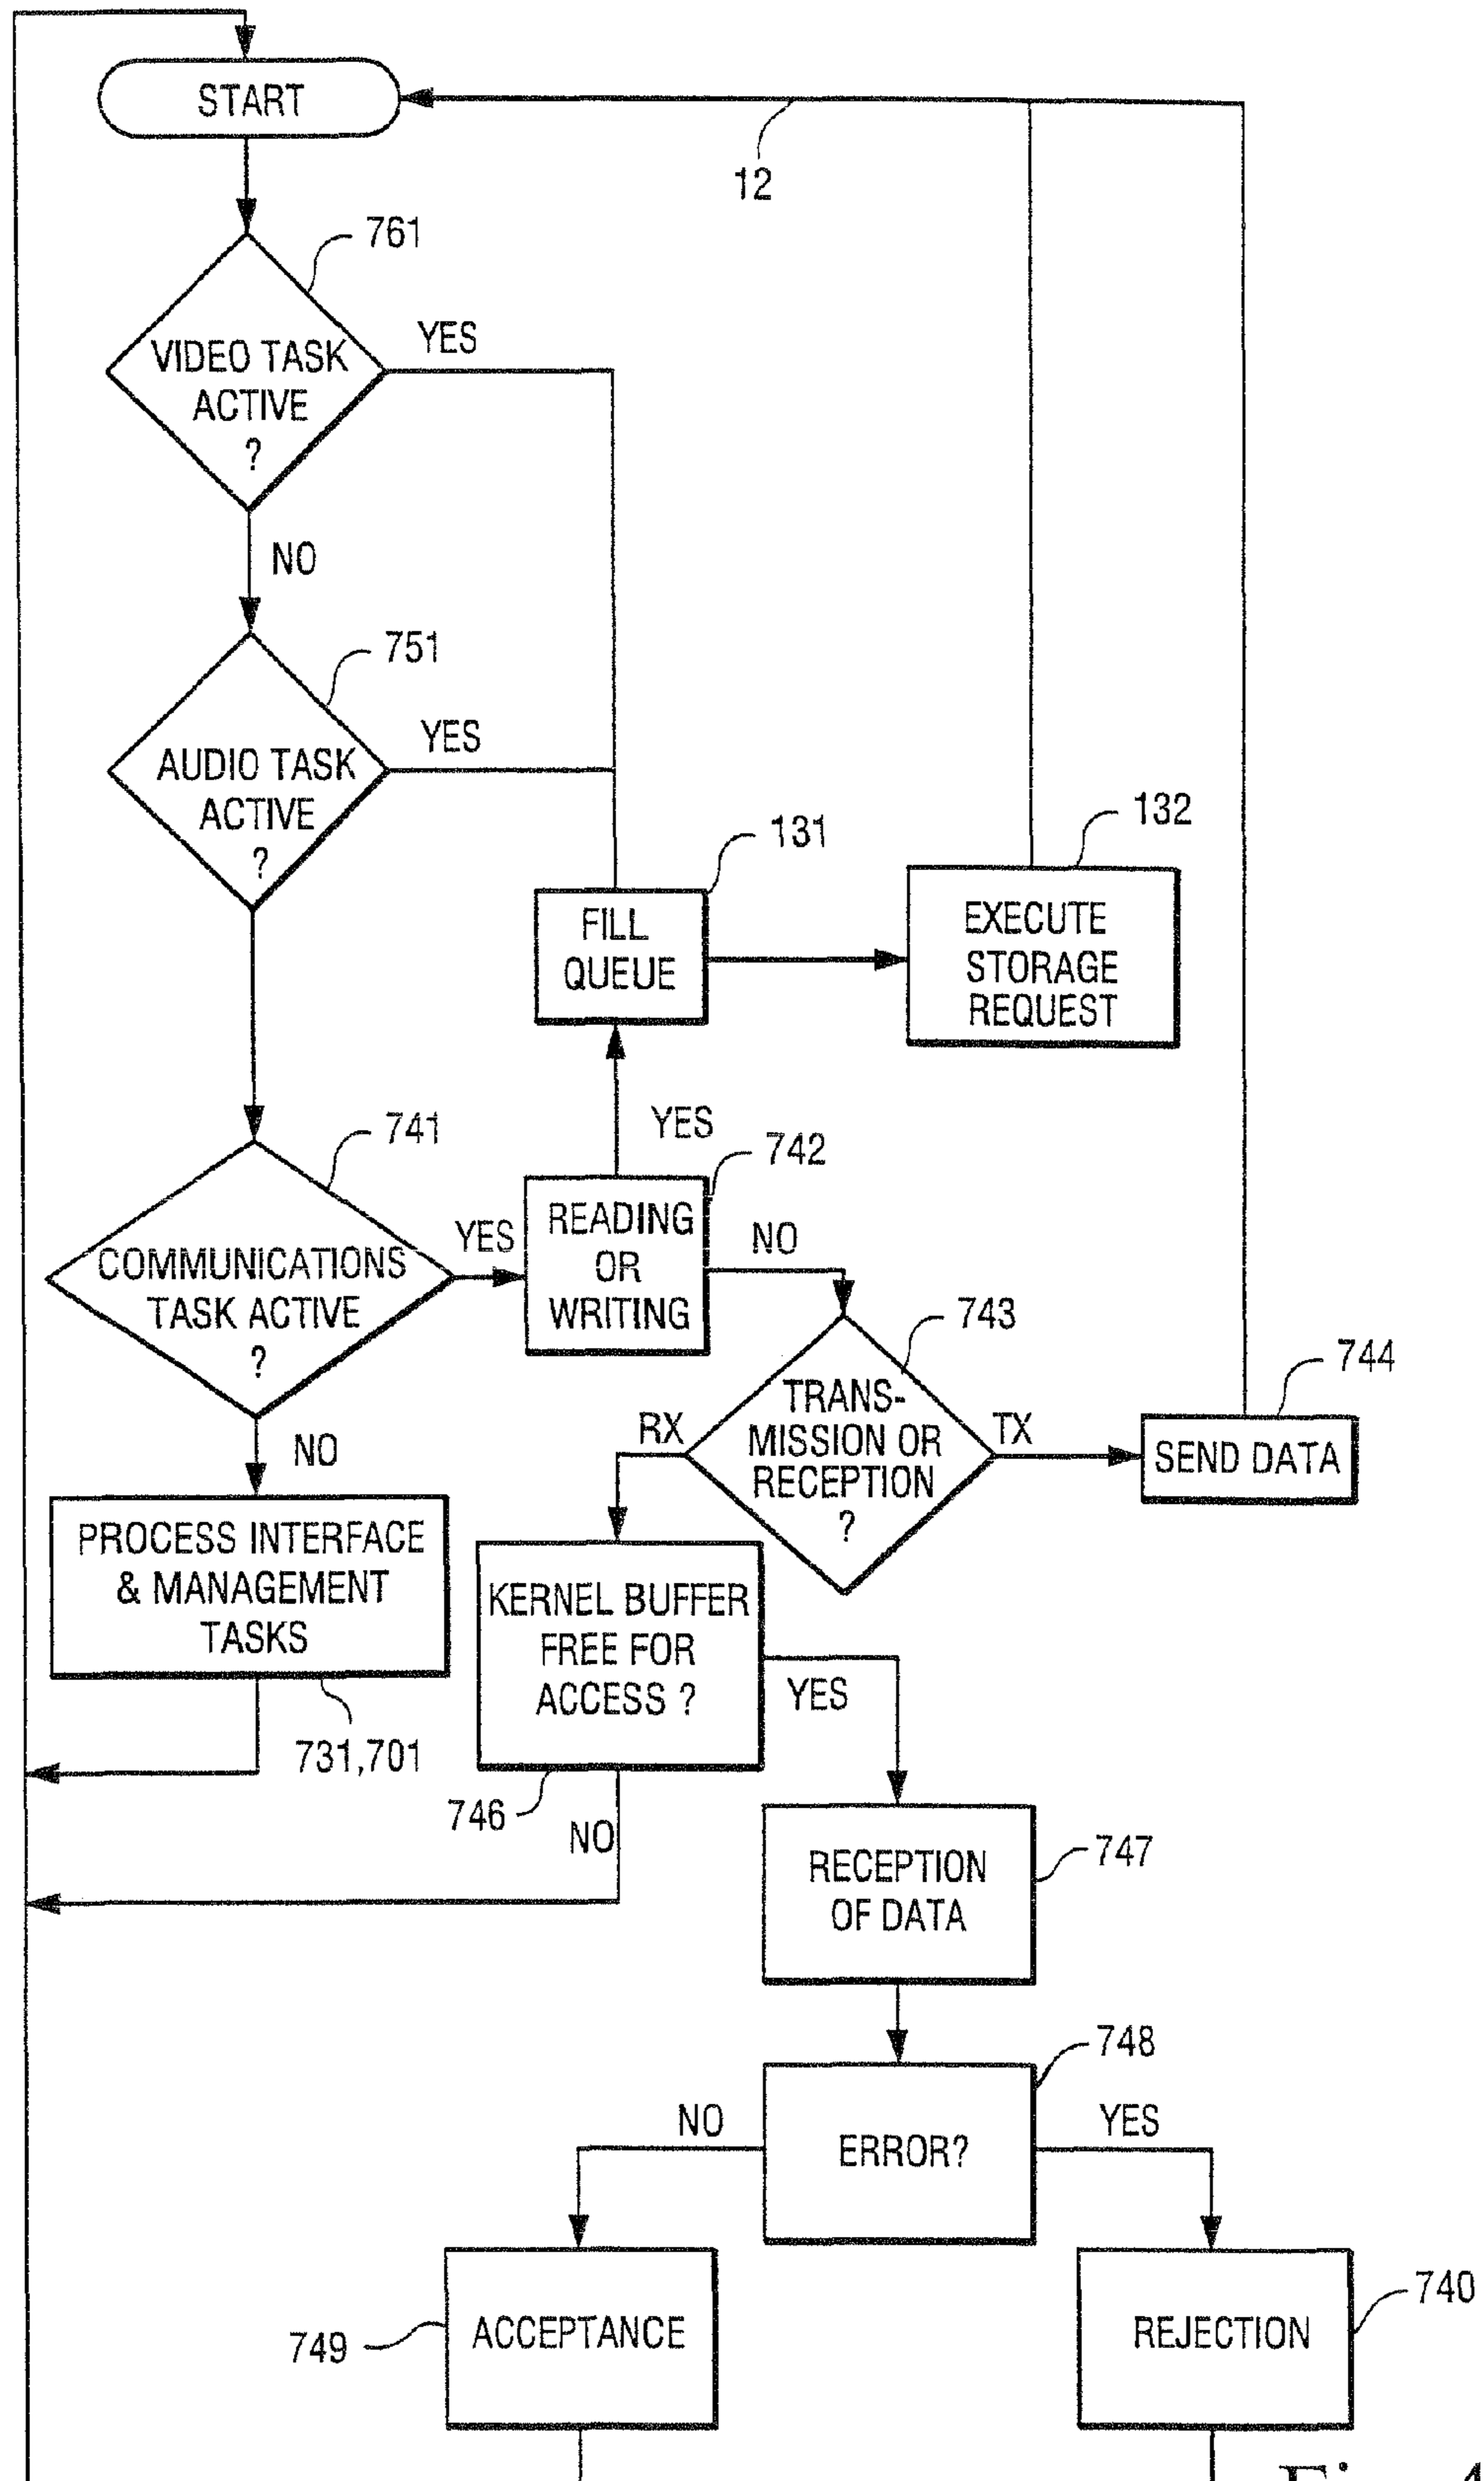 START
12
761
VIDEO TASK
ACTIVE
?
YES
NO
751
AUDIO TASK
ACTIVE
?
YES
131
FILL
QUEUE
132
EXECUTE
STORAGE
REQUEST
741
COMMUNICATIONS
TASK ACTIVE
?
YES
YES
742
READING
OR
WRITING
NO
743
TRANS-
MISSION OR
RECEPTION
?
RX
TX
744
SEND DATA
NO
PROCESS INTERFACE
& MANAGEMENT
TASKS
731,701
KERNEL BUFFER
FREE FOR
ACCESS ?
YES
746
NO
747
RECEPTION
OF DATA
748
ERROR?
NO
YES
749
ACCEPTANCE
740
REJECTION